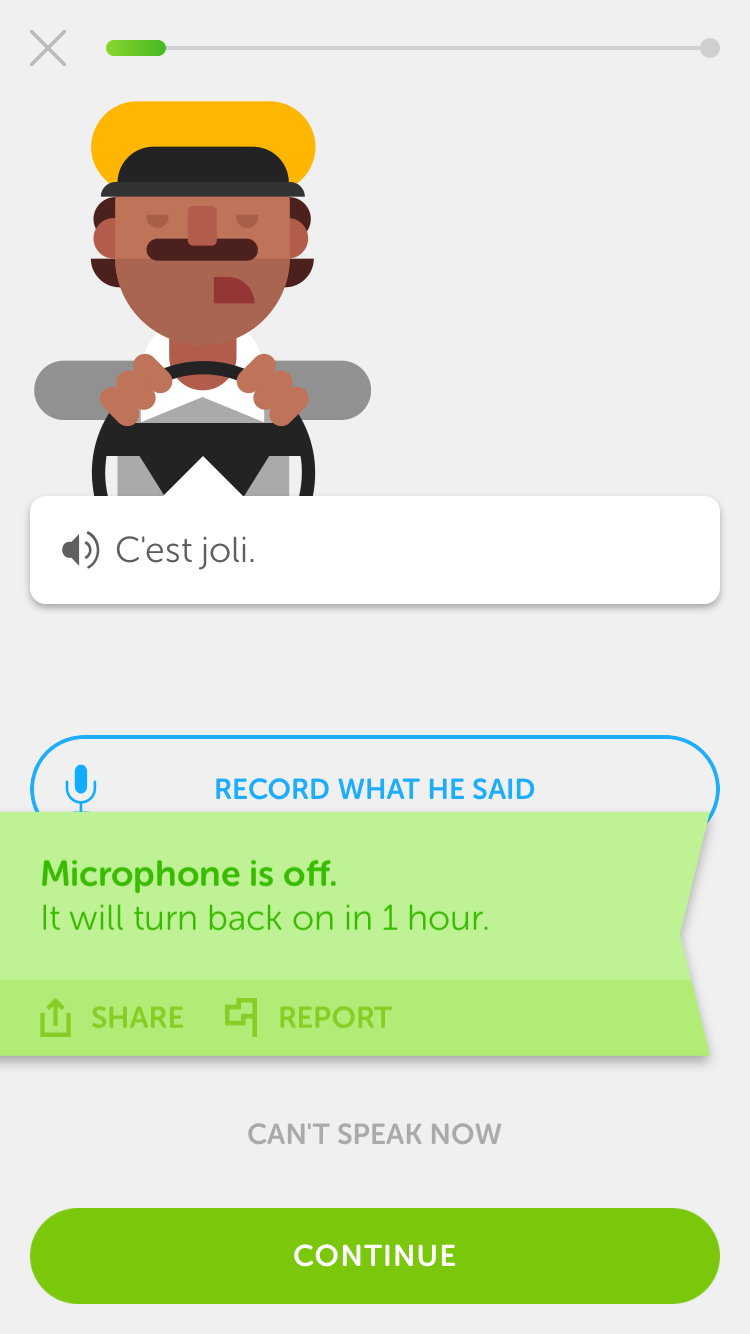 C'est joli.
RECORD WHAT HE SAID
Microphone is off.
It will turn back on in 1 hour.
SHARE REPORT
CAN'T SPEAK NOW
CONTINUE